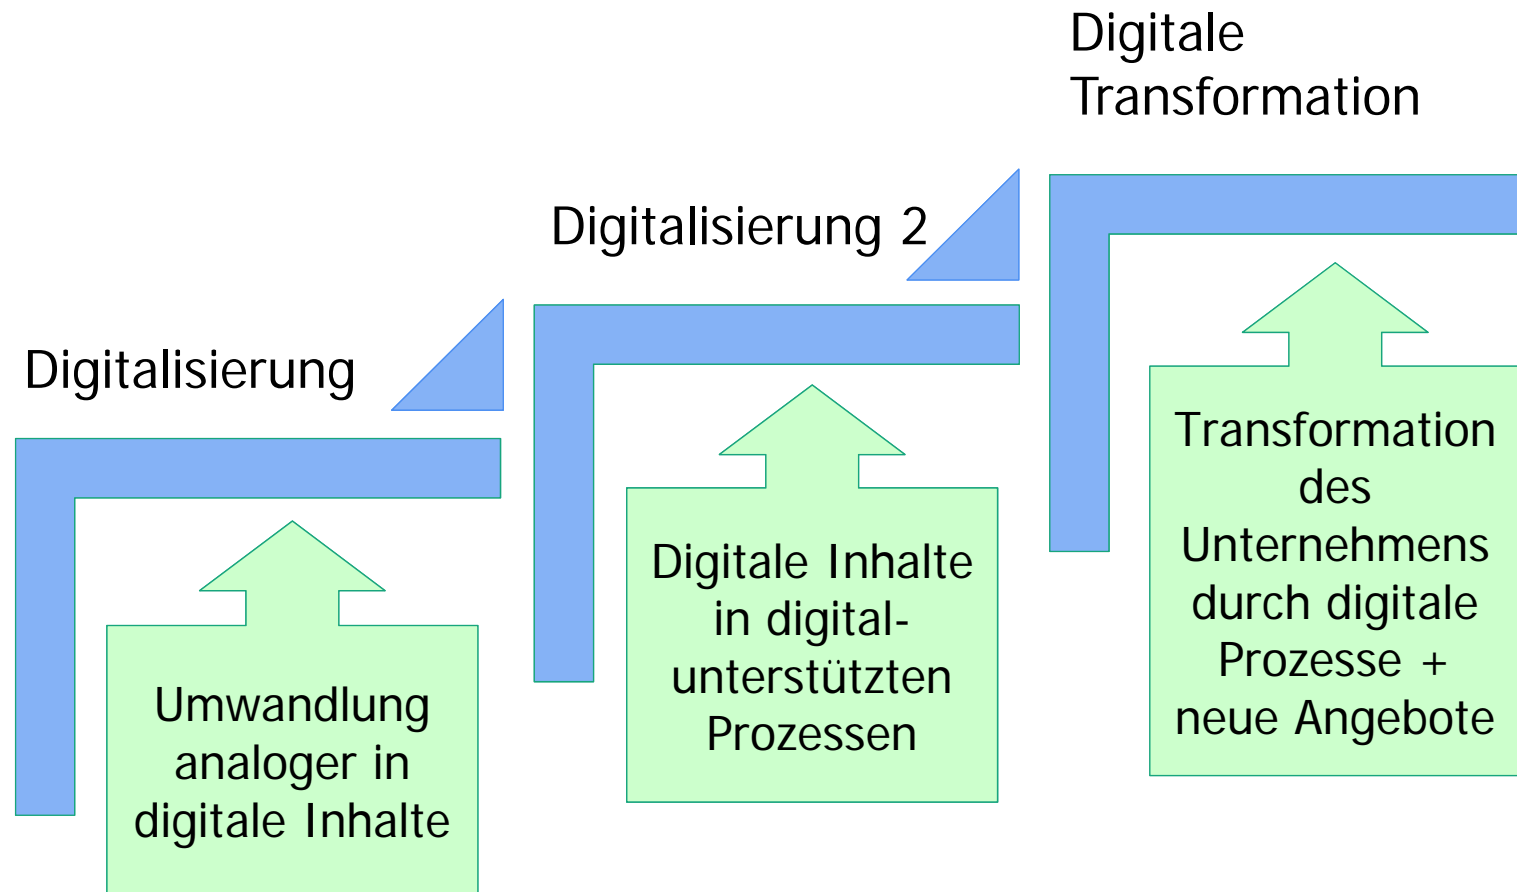 Digitale
Transformation
Digitalisierung 2
Digitalisierung
Transformation
des
Unternehmens
durch digitale
Prozesse +
neue Angebote
Digitale Inhalte
in digital-
unterstützten
Prozessen
Umwandlung
analoger in
digitale Inhalte